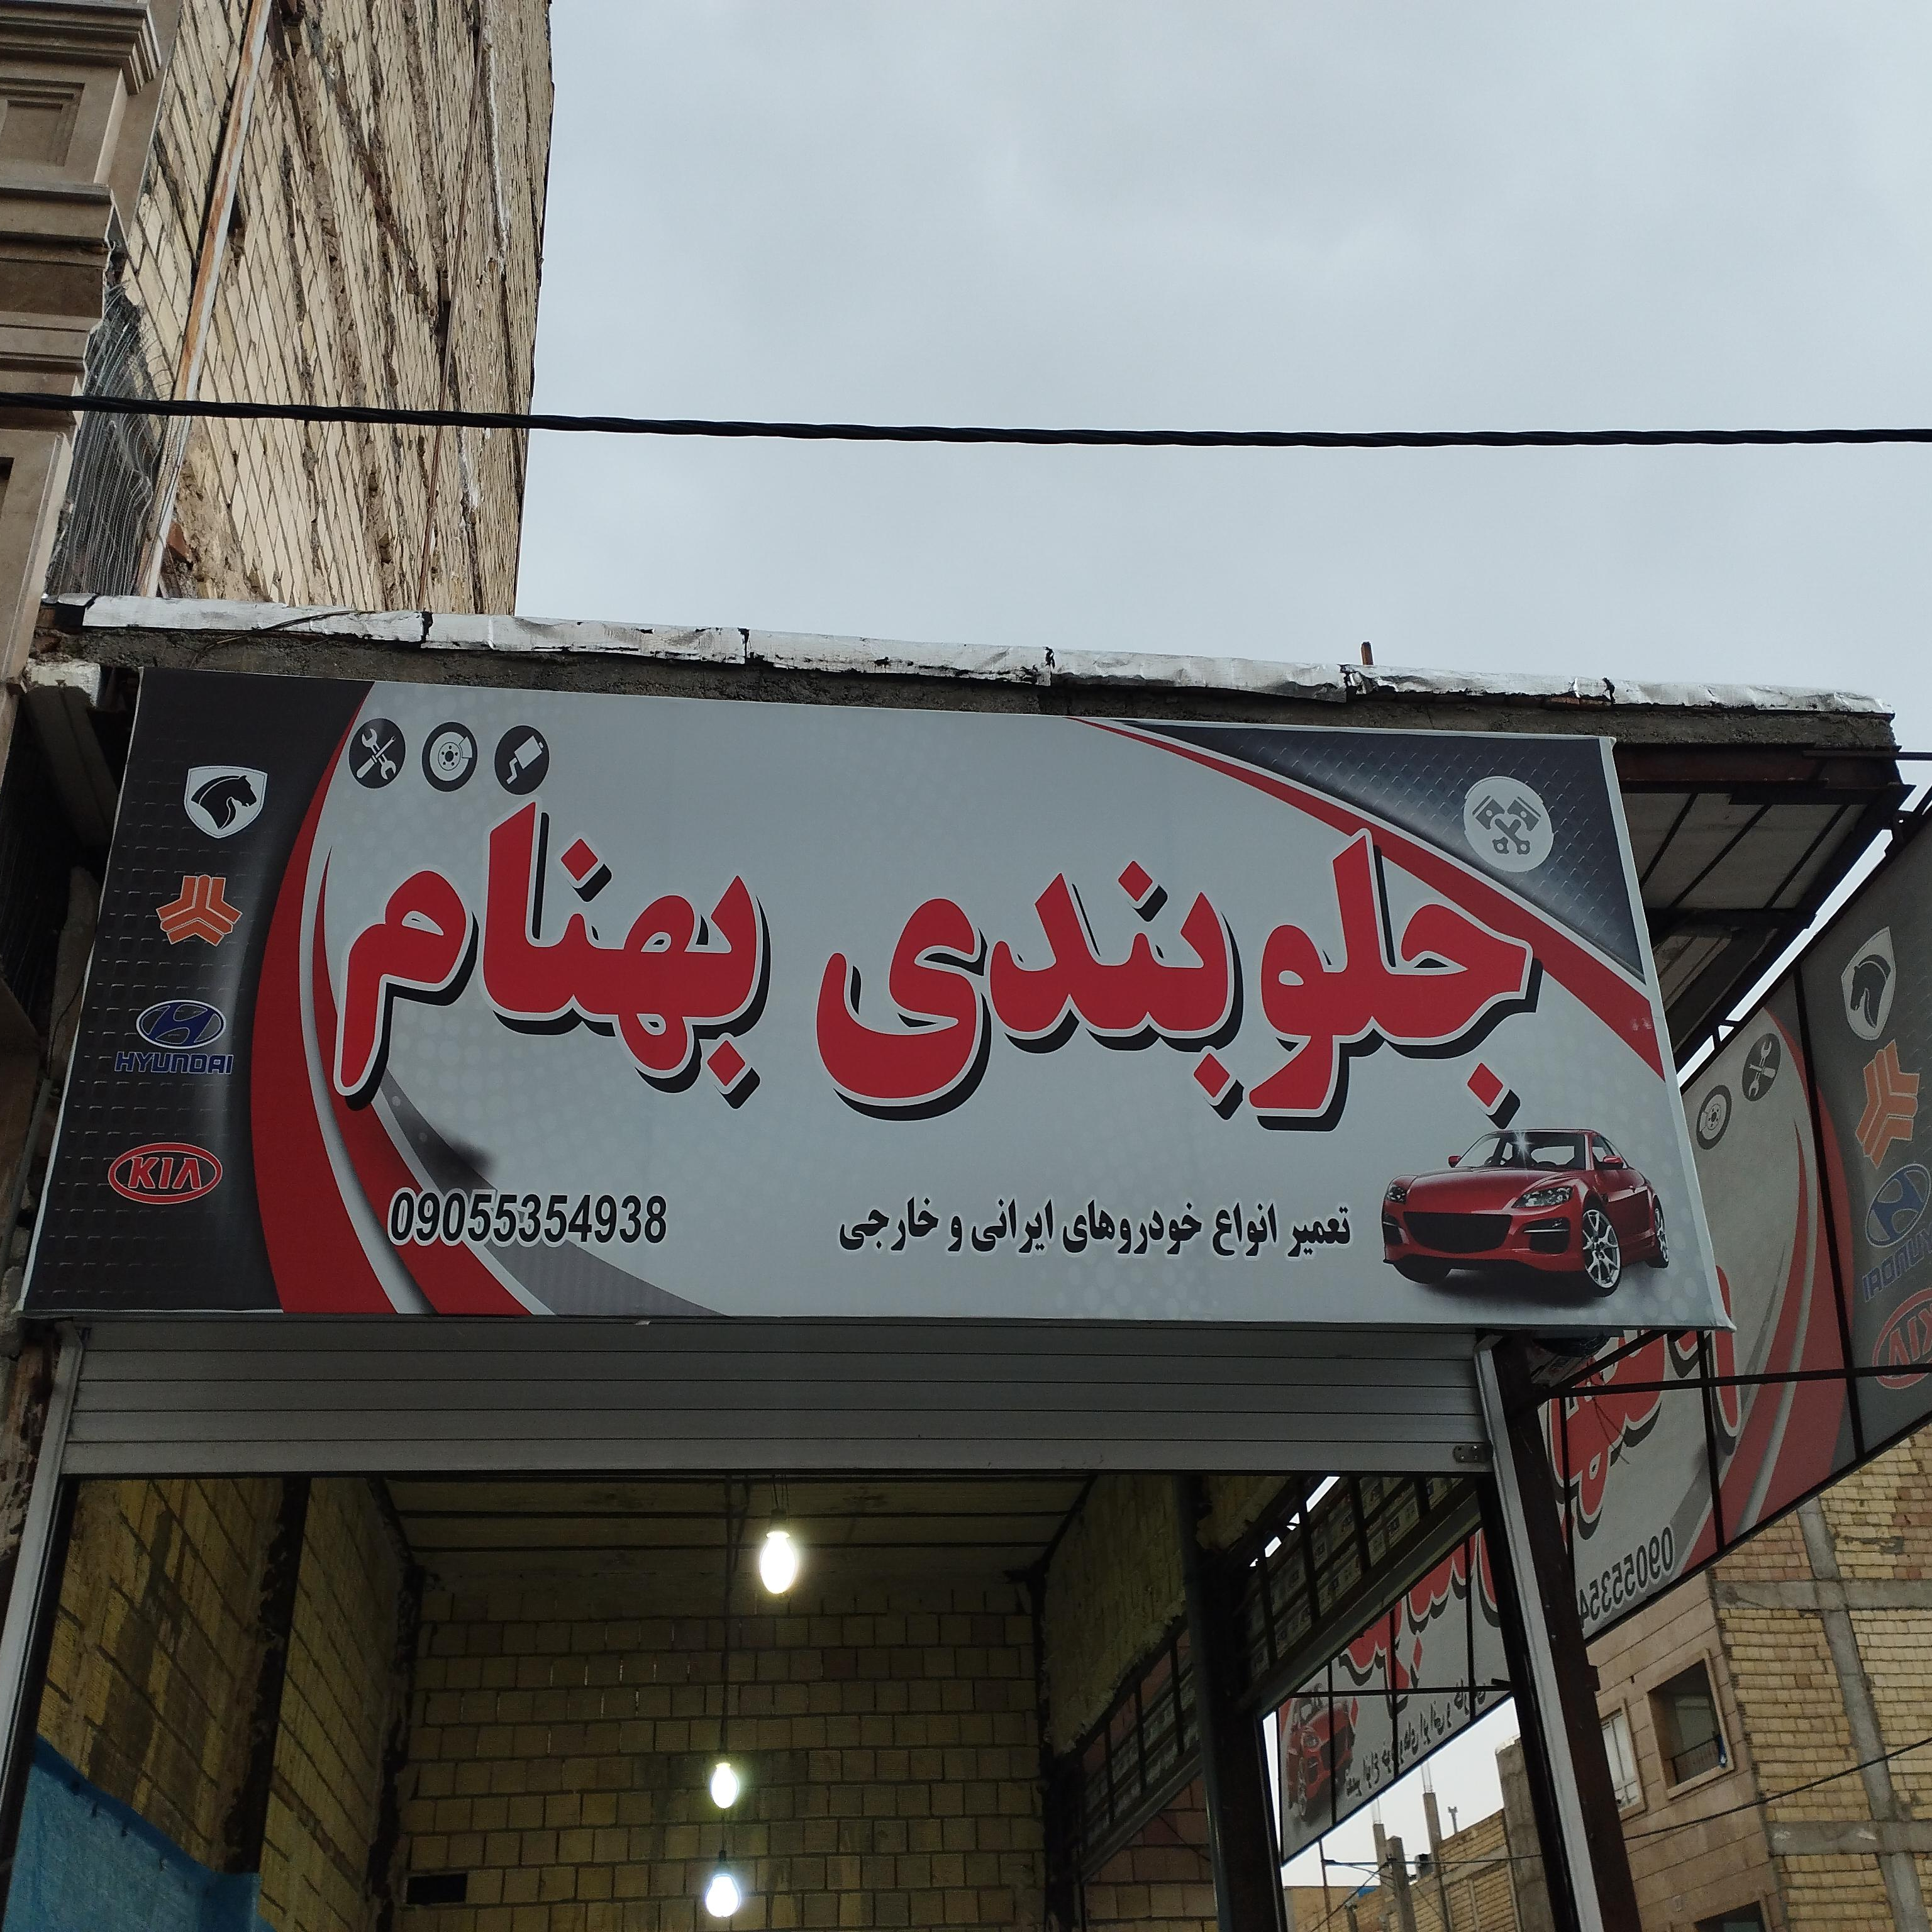 جلوبندی بهنام
تعمیر انواع خودروهای ایرانی و خارجی
09055354938
HYUNDAI
KIA